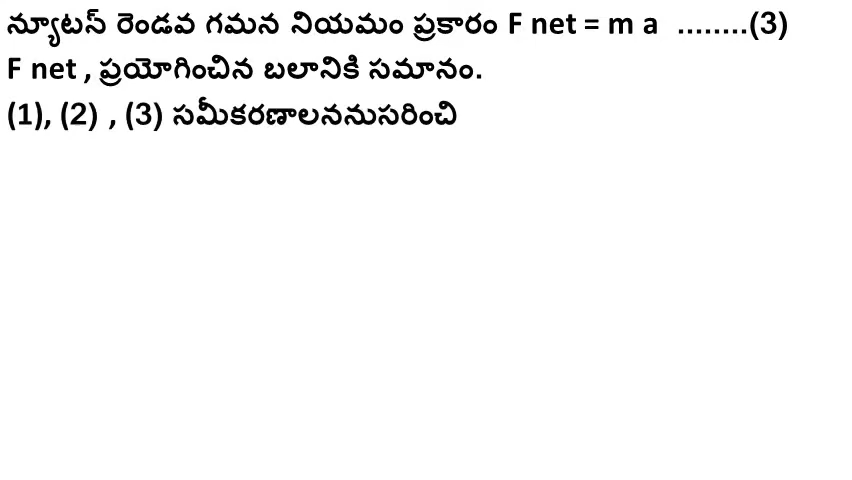 న్యూటన్ రెండవ గమన నియమం ప్రకారం F net = m a ........(3)
F net , ప్రయోగించిన బలానికి సమానం.
(1), (2) , (3) సమీకరణాలననుసరించి